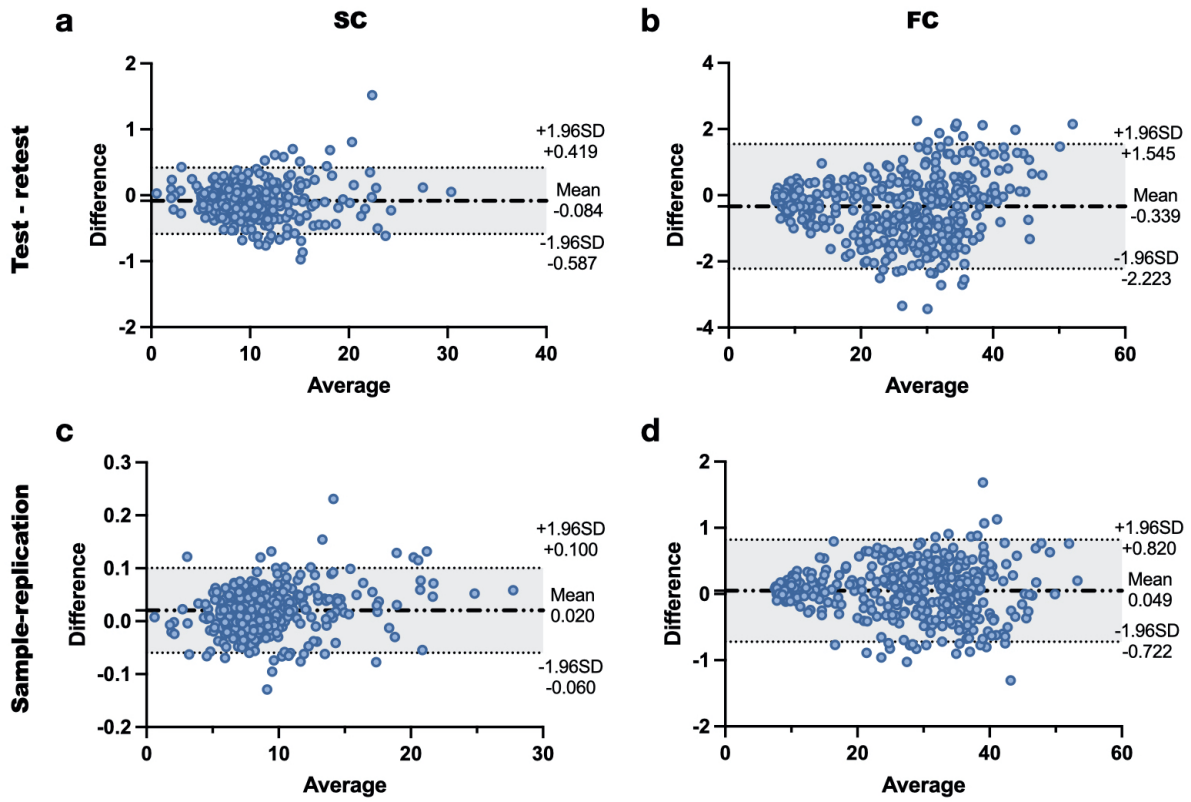 a
SC
b
FC
Test - retest
Difference
2
1
0
-1
-2
+1.96SD
+0.419
Mean
-0.084
-1.96SD
-0.587
0
10
20
30
40
Average
Difference
4
2
0
-2
-4
+1.96SD
+1.545
Mean
-0.339
-1.96SD
-2.223
0
20
40
60
Average
c
d
Sample-replication
Difference
0.3
0.2
0.1
0.0
-0.1
-0.2
+1.96SD
+0.100
Mean
0.020
-1.96SD
-0.060
0
10
20
30
Average
Difference
2
1
0
-1
-2
+1.96SD
+0.820
Mean
0.049
-1.96SD
-0.722
0
20
40
60
Average